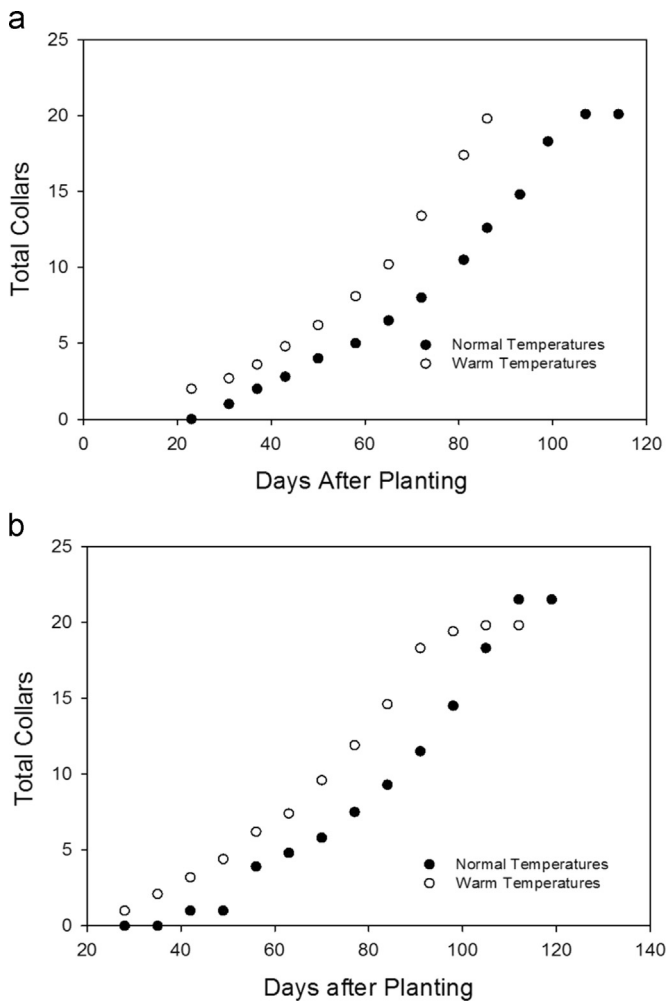 a
25
20
15
10
5
0
Total Collars
Normal Temperatures
Warm Temperatures
0 20 40 60 80 100 120
Days After Planting
b
25
20
15
10
5
0
Total Collars
Normal Temperatures
Warm Temperatures
20 40 60 80 100 120 140
Days after Planting